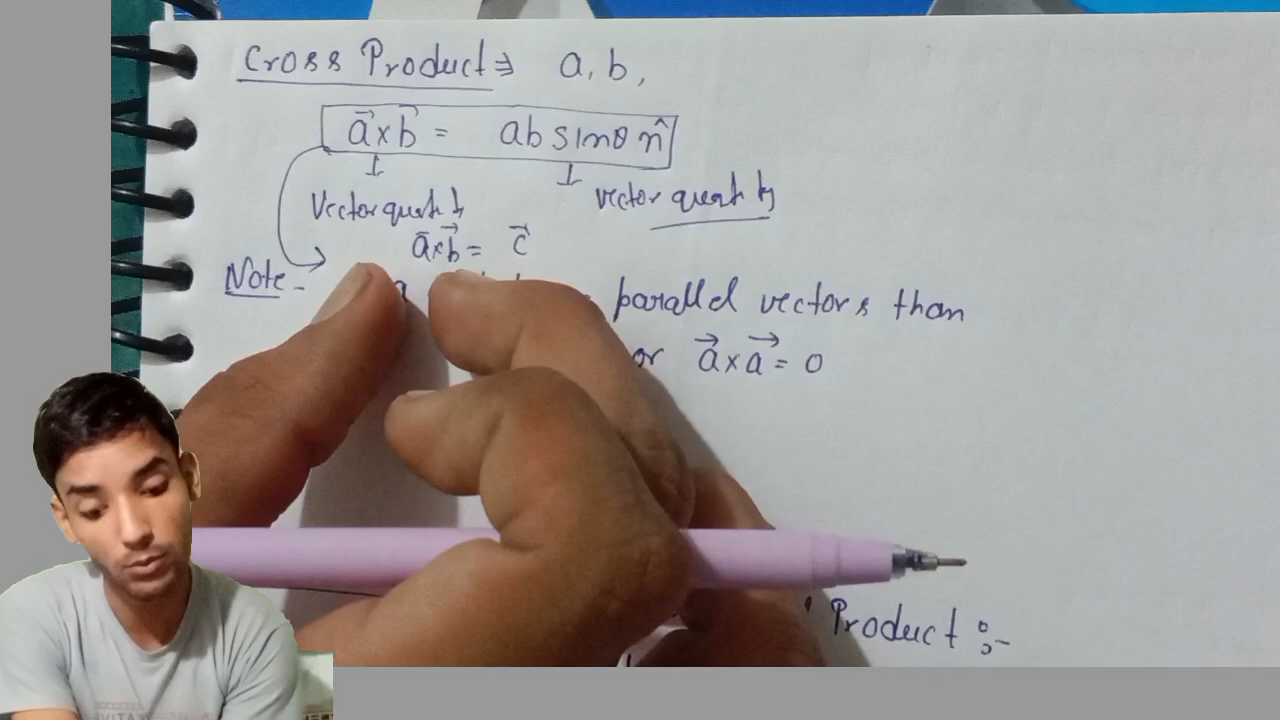 Cross Product ⇒ a, b,
a⃗ × b⃗ = ab sinθ n̂
Vector quantity vector quantity
a⃗ × b⃗ = c⃗
Note - parallel vectors than
or a⃗ × a⃗ = 0
Product :-